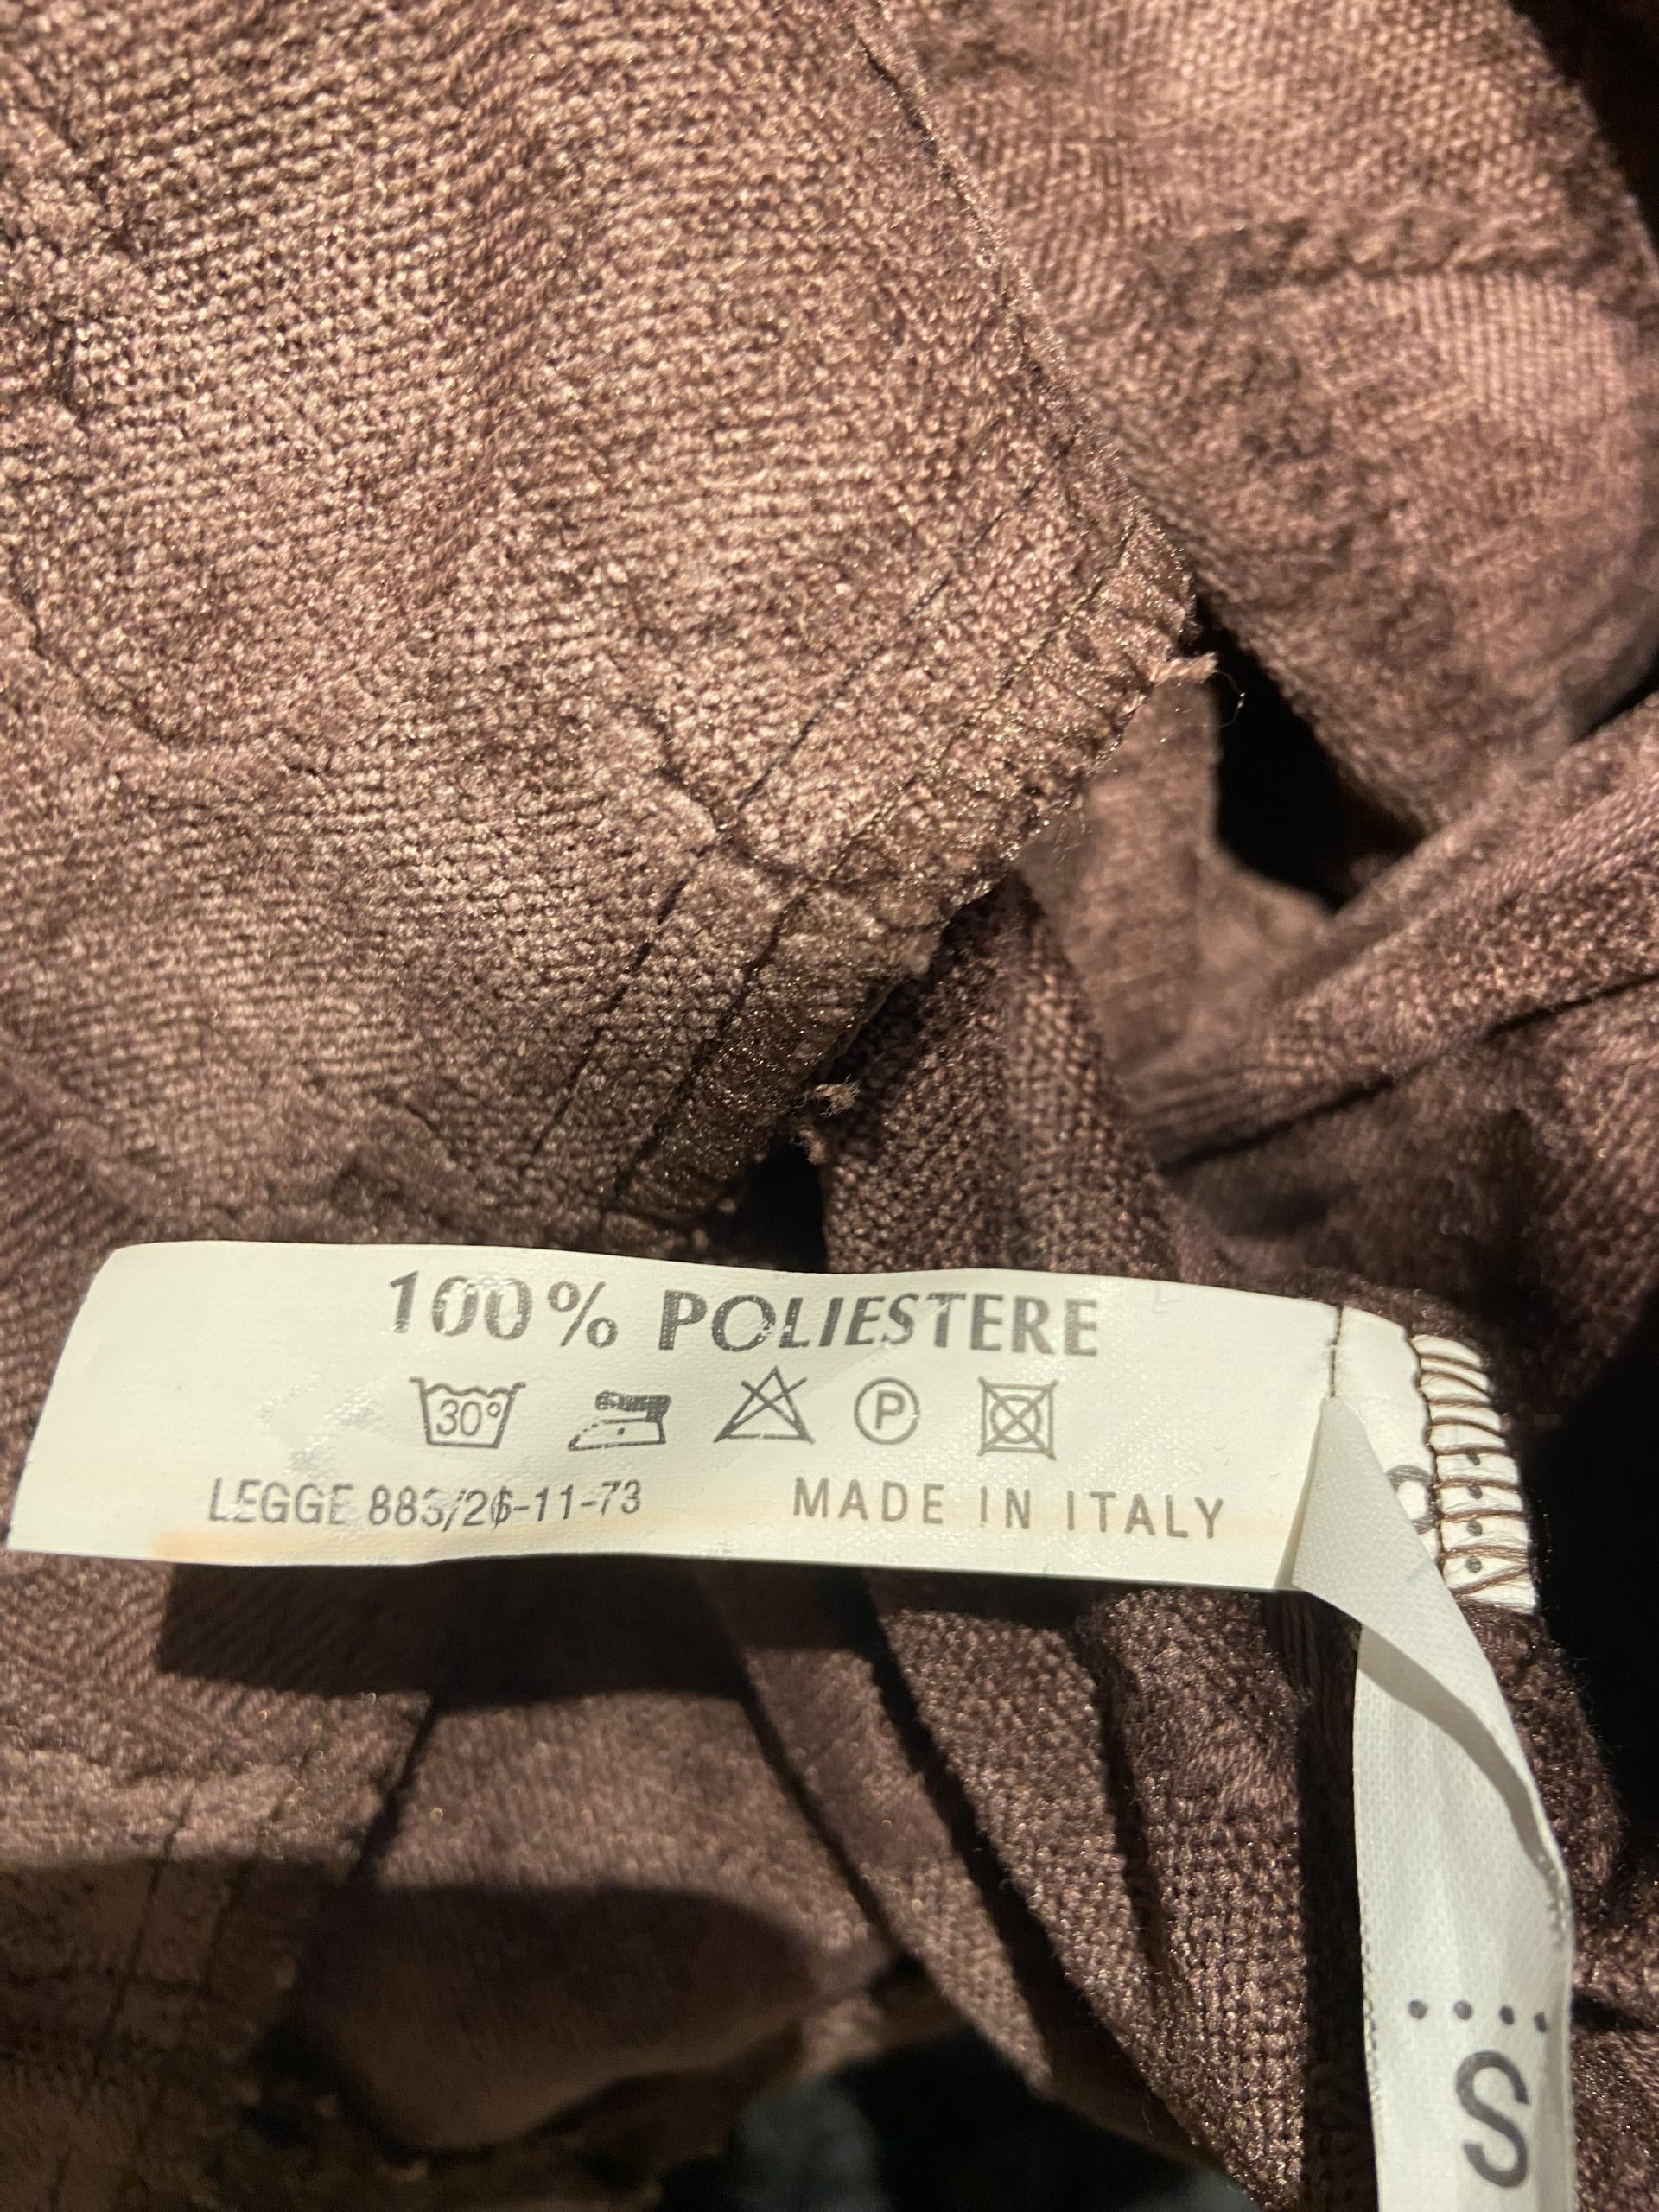 100% POLIESTERE
30° P
LEGGE 883/26-11-73 MADE IN ITALY
S